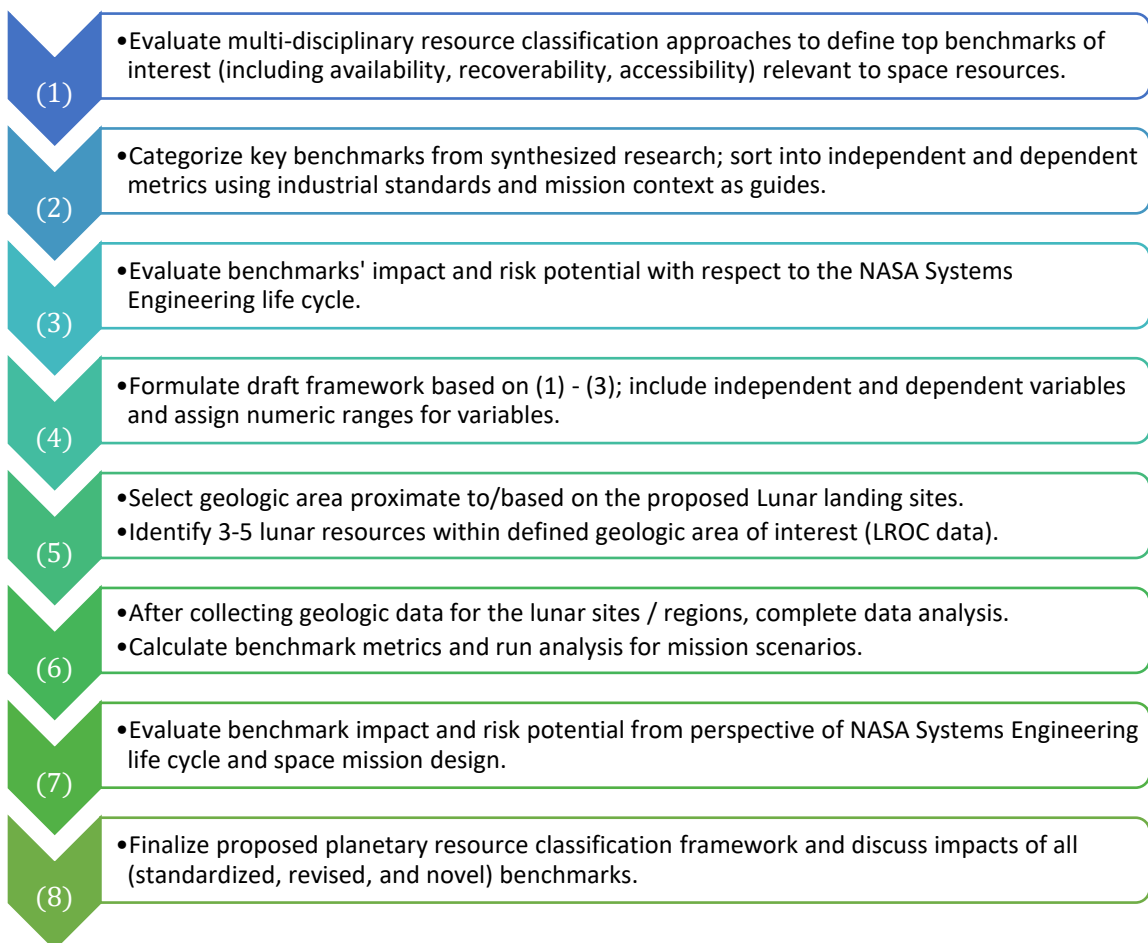 (1)
•Evaluate multi-disciplinary resource classification approaches to define top benchmarks of
interest (including availability, recoverability, accessibility) relevant to space resources.
(2)
•Categorize key benchmarks from synthesized research; sort into independent and dependent
metrics using industrial standards and mission context as guides.
(3)
•Evaluate benchmarks' impact and risk potential with respect to the NASA Systems
Engineering life cycle.
(4)
•Formulate draft framework based on (1) - (3); include independent and dependent variables
and assign numeric ranges for variables.
(5)
•Select geologic area proximate to/based on the proposed Lunar landing sites.
•Identify 3-5 lunar resources within defined geologic area of interest (LROC data).
(6)
•After collecting geologic data for the lunar sites / regions, complete data analysis.
•Calculate benchmark metrics and run analysis for mission scenarios.
(7)
•Evaluate benchmark impact and risk potential from perspective of NASA Systems Engineering
life cycle and space mission design.
(8)
•Finalize proposed planetary resource classification framework and discuss impacts of all
(standardized, revised, and novel) benchmarks.